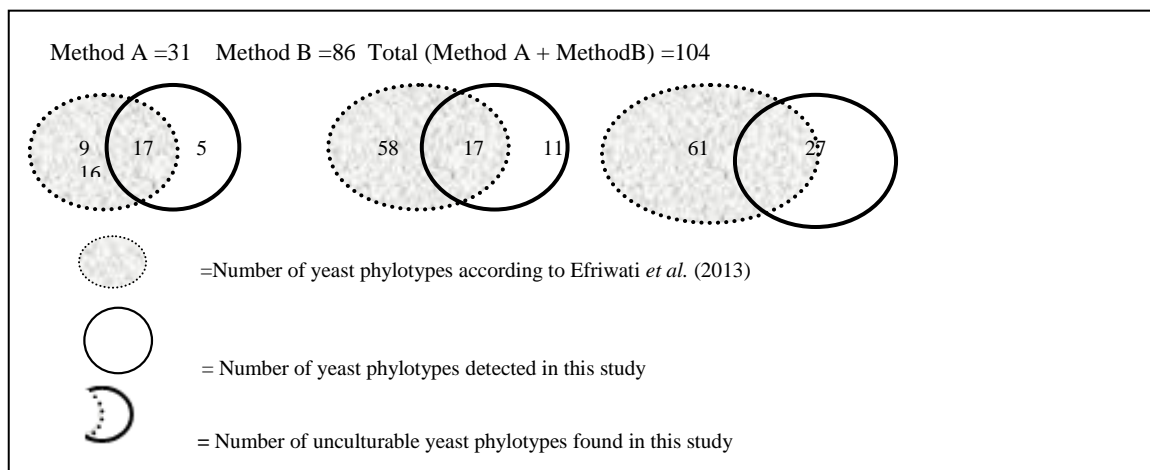 Method A =31 Method B =86 Total (Method A + MethodB) =104
9 17 5 58 17 11 61 27
16
=Number of yeast phylotypes according to Efriwati et al. (2013)
= Number of yeast phylotypes detected in this study
= Number of unculturable yeast phylotypes found in this study